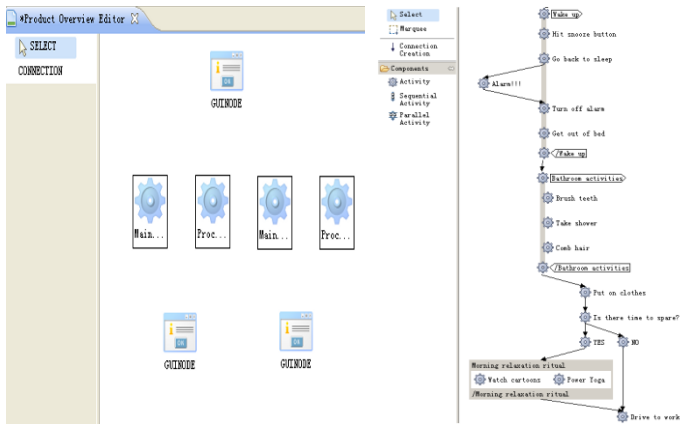 *Product Overview Editor
SELECT
CONNECTION
GUINODE
Main...
Proc...
Main...
Proc...
GUINODE
GUINODE
Select
Marquee
Connection
Creation
Components
Activity
Sequential
Activity
Parallel
Activity
Wake up
Hit snooze button
Go back to sleep
Alarm!!!
Turn off alarm
Get out of bed
/Wake up
Bathroom activities
Brush teeth
Take shower
Comb hair
/Bathroom activities
Put on clothes
Is there time to spare?
YES
NO
Morning relaxation ritual
Watch cartoons
Power Yoga
/Morning relaxation ritual
Drive to work